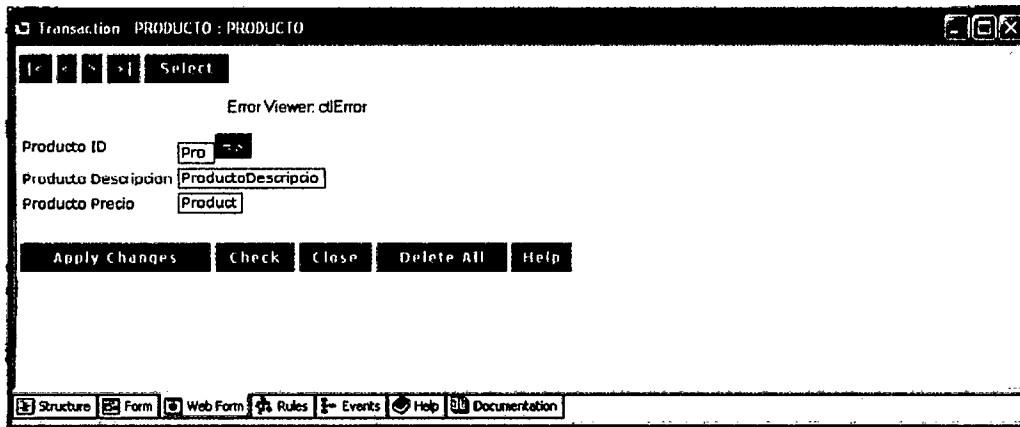 Transaction PRODUCTO : PRODUCTO
|< < > >| Select
Error Viewer: ctlError
Producto ID Pro =>
Producto Descripcion ProductoDescripcio
Producto Precio Product
Apply Changes Check Close Delete All Help
Structure Form Web Form Rules Events Help Documentation